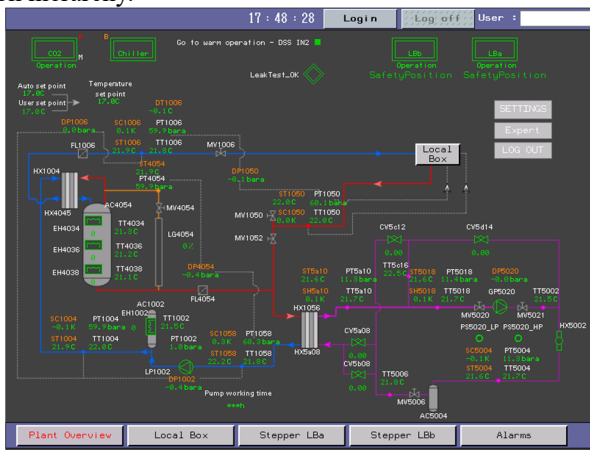 17 : 48 : 28 Login Log off User :
CO2
A
M
Operation
B
Chiller
Go to warm operation - DSS IN2
LeakTest_OK
LBb
Operation
SafetyPosition
LBa
Operation
SafetyPosition
Auto set point
17.0C
User set point
17.0C
Temperature
set point
17.0C
DT1006
-0.1C
DP1006
0.0bara
SC1006
0.1K
PT1006
59.9bara
FL1006
ST1006
21.9C
TT1006
21.8C
MV1006
SETTINGS
Expert
LOG OUT
Local
Box
HX1004
HX4045
ST4054
21.9C
PT4054
59.9bara
DP1050
-0.1bara
AC4054
EH4034
EH4036
EH4038
TT4034
21.3C
TT4036
21.2C
TT4038
21.1C
MV4054
LG4054
0%
DP4054
-0.4bara
FL4054
ST1050
22.0C
PT1050
60.1bara
MV1050
SC1050
0.0K
TT1050
22.0C
MV1052
CV5c12
0.00
CV5d14
0.00
ST5a10
21.6C
PT5a10
11.3bara
TT5c16
22.5C
ST5018
21.6C
PT5018
11.4bara
DP5020
-0.0bara
SH5a10
0.1K
TT5a10
21.7C
SH5018
0.1K
TT5018
21.7C
GP5020
TT5002
21.5C
HX1056
HX5a08
MV5020
MV5021
PS5020_LP
PS5020_HP
HX5002
AC1002
EH1002
0
TT1002
21.5C
SC1004
-0.1K
PT1004
59.9bara
ST1004
21.9C
TT1004
22.0C
PT1002
1.0bara
SC1058
0.3K
PT1058
60.3bara
ST1058
22.2C
TT1058
21.8C
LP1002
DP1002
-0.4bara
CV5a08
0.00
CV5b08
0.00
SC5004
-0.1C
PT5004
11.3bara
ST5004
21.6C
TT5004
21.7C
TT5006
21.8C
MV5006
AC5004
Pump working time
Plant Overview Local Box Stepper LBa Stepper LBb Alarms